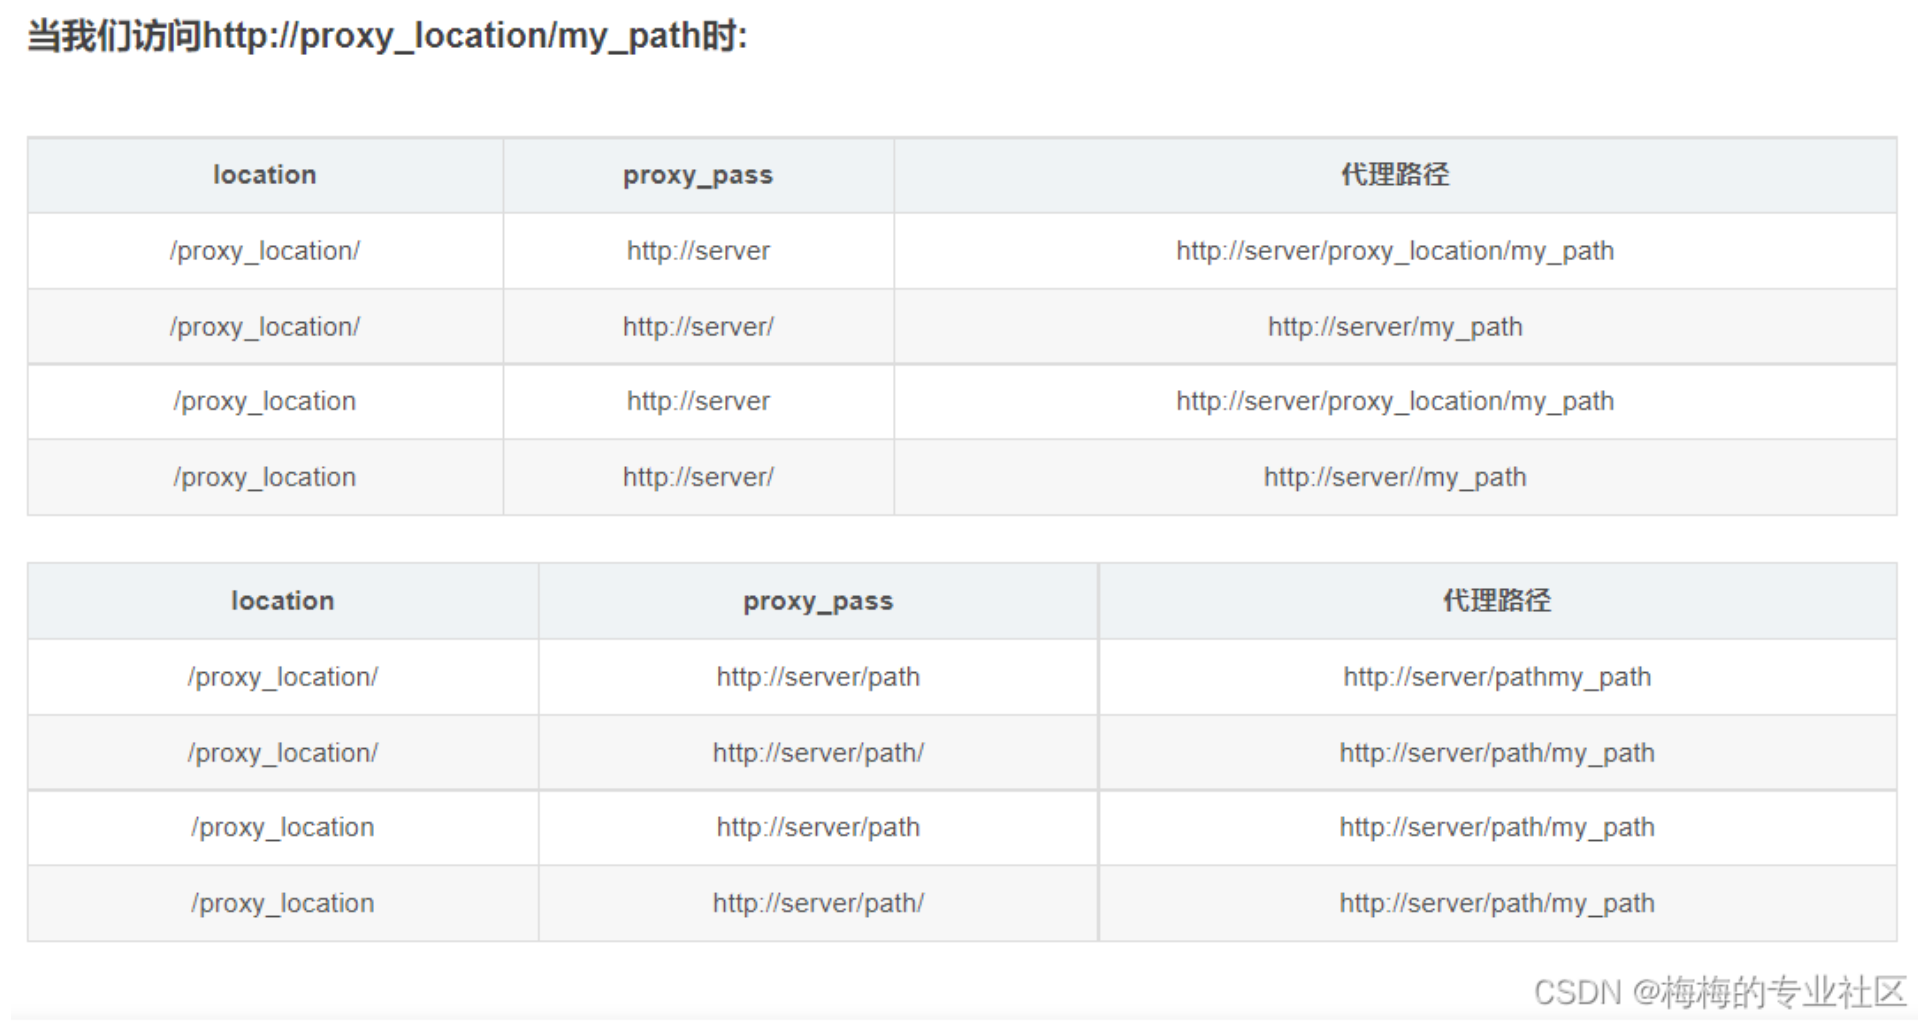 当我们访问http://proxy_location/my_path时:
location proxy_pass 代理路径
/proxy_location/ http://server http://server/proxy_location/my_path
/proxy_location/ http://server/ http://server/my_path
/proxy_location http://server http://server/proxy_location/my_path
/proxy_location http://server/ http://server//my_path
location proxy_pass 代理路径
/proxy_location/ http://server/path http://server/pathmy_path
/proxy_location/ http://server/path/ http://server/path/my_path
/proxy_location http://server/path http://server/path/my_path
/proxy_location http://server/path/ http://server/path/my_path
CSDN @梅梅的专业社区